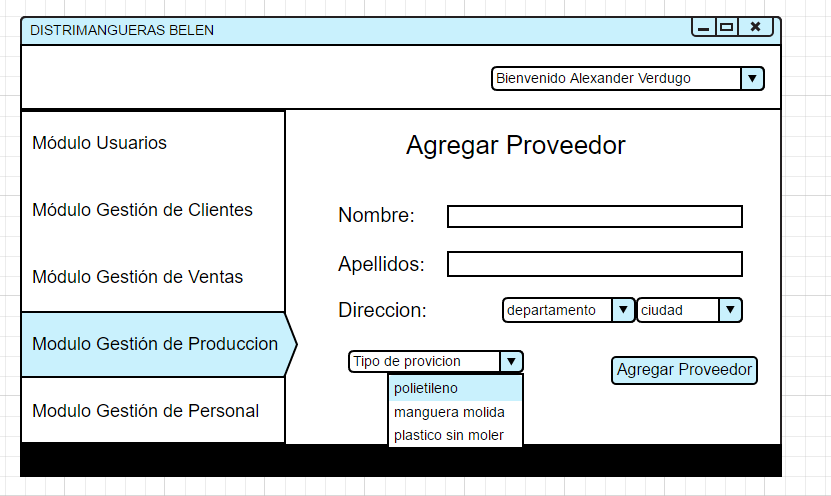 DISTRIMANGUERAS BELEN
Bienvenido Alexander Verdugo
Módulo Usuarios
Módulo Gestión de Clientes
Módulo Gestión de Ventas
Modulo Gestión de Produccion
Modulo Gestión de Personal
Agregar Proveedor
Nombre:
Apellidos:
Direccion:
departamento
ciudad
Tipo de provicion
Agregar Proveedor
polietileno
manguera molida
plastico sin moler